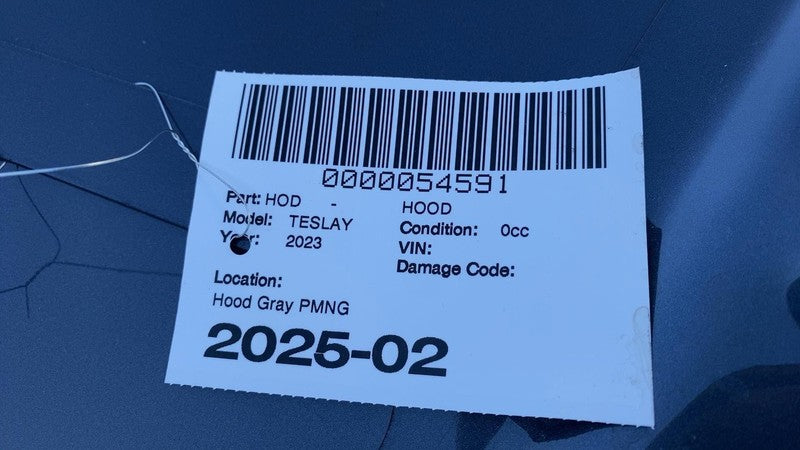 0000054591
Part: HOD - HOOD
Model: TESLAY Condition: 0cc
Year: 2023 VIN:
Damage Code:
Location:
Hood Gray PMNG
2025-02